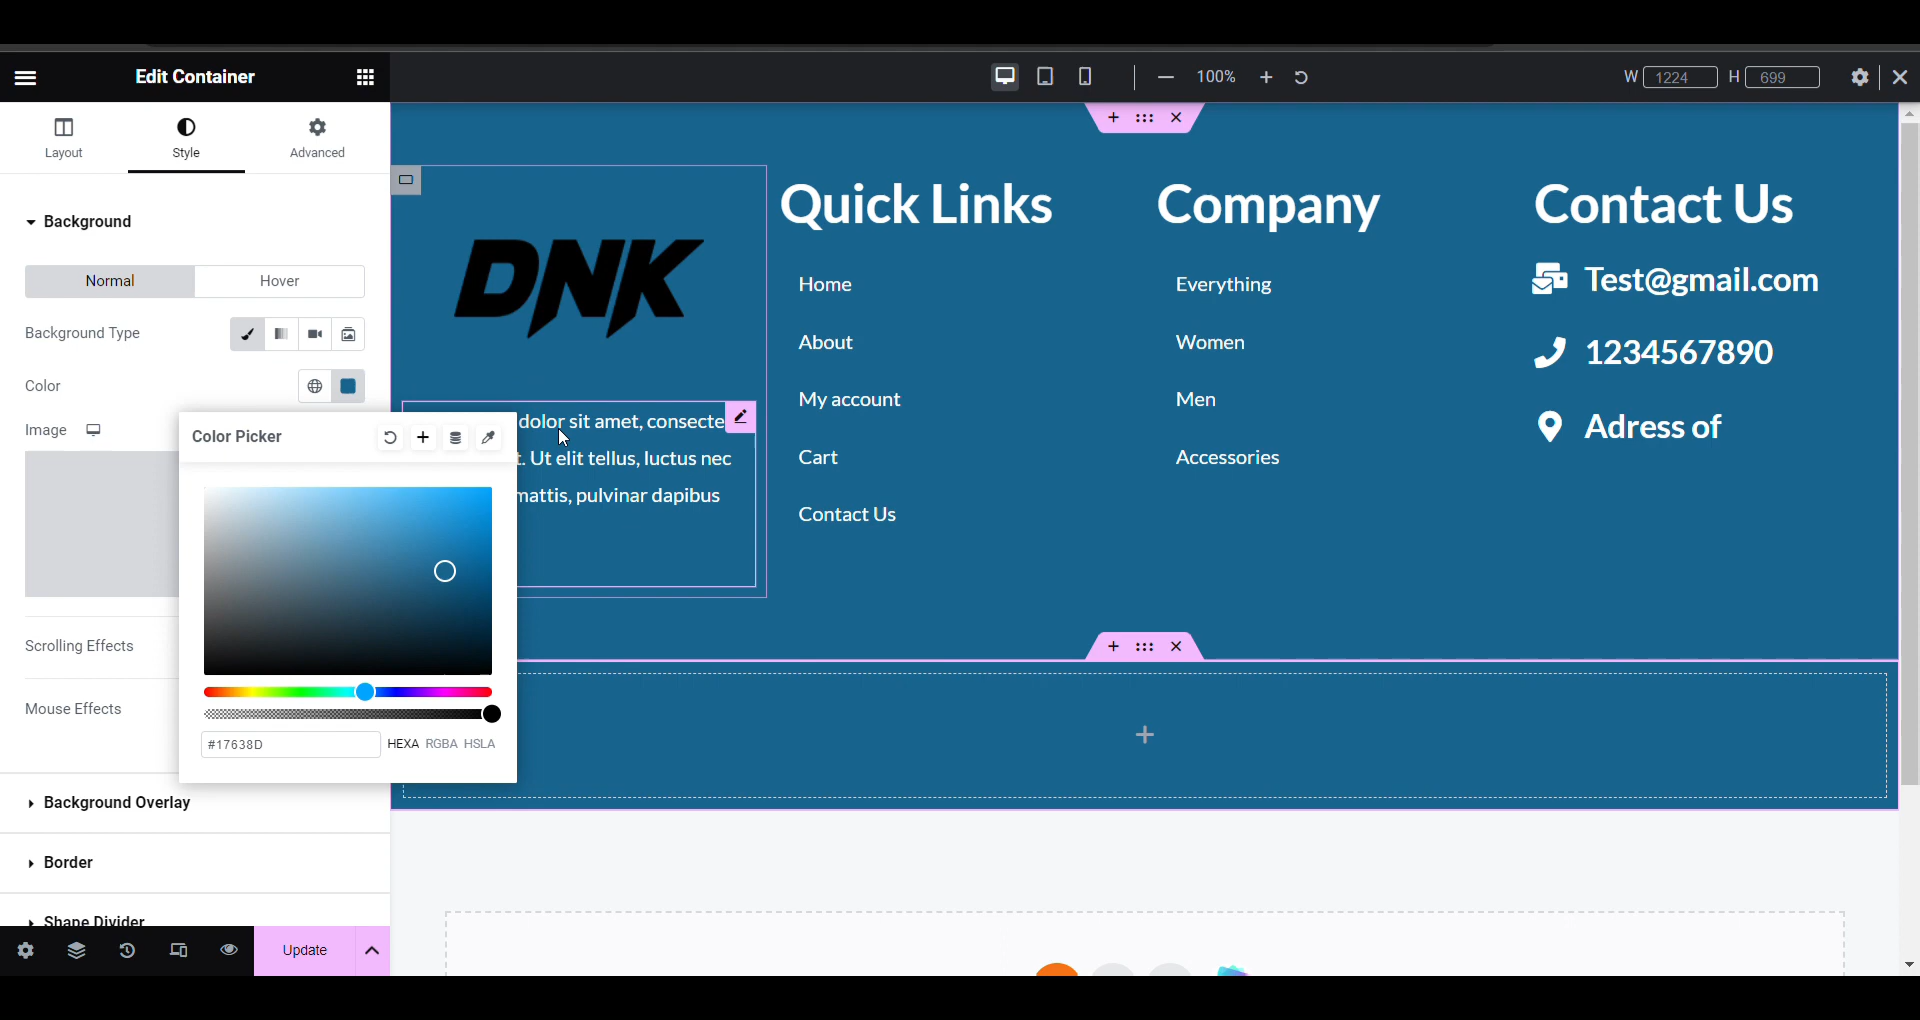 Edit Container
100%
W 1224 H 699
Layout
Style
Advanced
Background
Normal
Hover
Background Type
Color
Image
Scrolling Effects
Mouse Effects
Background Overlay
Border
Shape Divider
Update
Color Picker
#17638D
HEXA RGBA HSLA
DNK
dolor sit amet, consecte
t. Ut elit tellus, luctus nec
mattis, pulvinar dapibus
Quick Links
Home
About
My account
Cart
Contact Us
Company
Everything
Women
Men
Accessories
Contact Us
Test@gmail.com
1234567890
Adress of